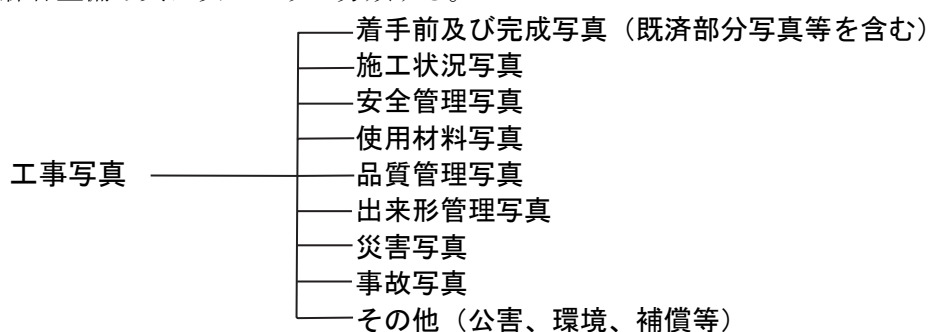 着手前及び完成写真（既済部分写真等を含む）
施工状況写真
安全管理写真
使用材料写真
工事写真
品質管理写真
出来形管理写真
災害写真
事故写真
その他（公害、環境、補償等）